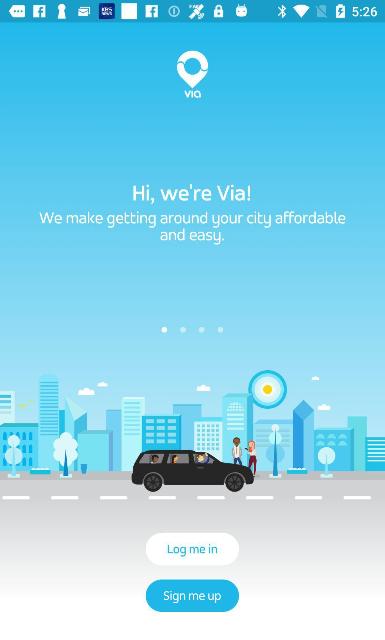 5:26
via
Hi, we're Via!
We make getting around your city affordable
and easy.
Log me in
Sign me up